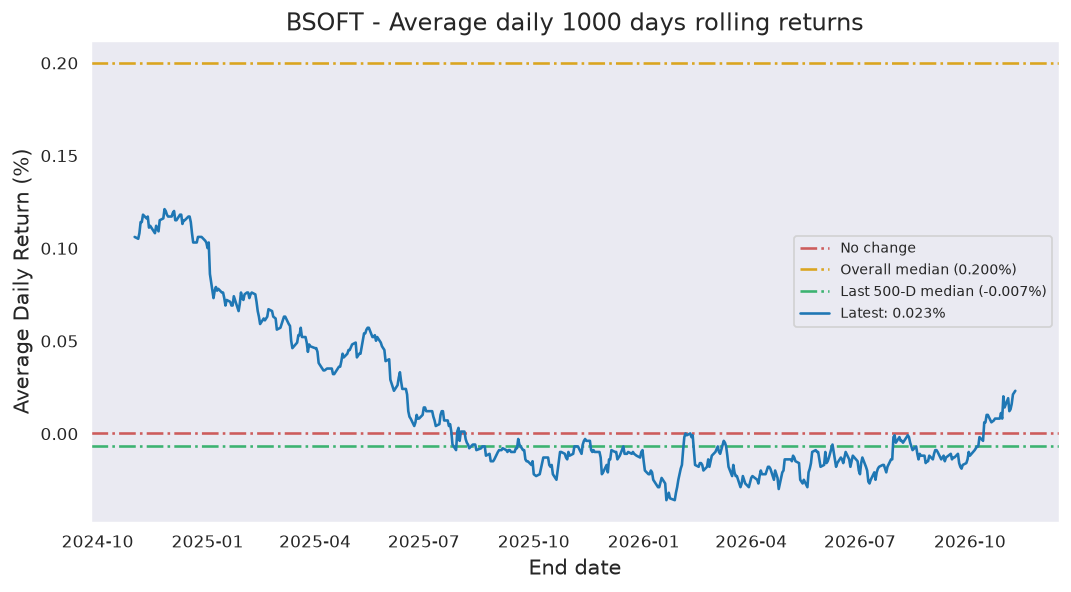 BSOFT - Average daily 1000 days rolling returns
Average Daily Return (%)
0.20
0.15
0.10
0.05
0.00
No change
Overall median (0.200%)
Last 500-D median (-0.007%)
Latest: 0.023%
2024-10 2025-01 2025-04 2025-07 2025-10 2026-01 2026-04 2026-07 2026-10
End date